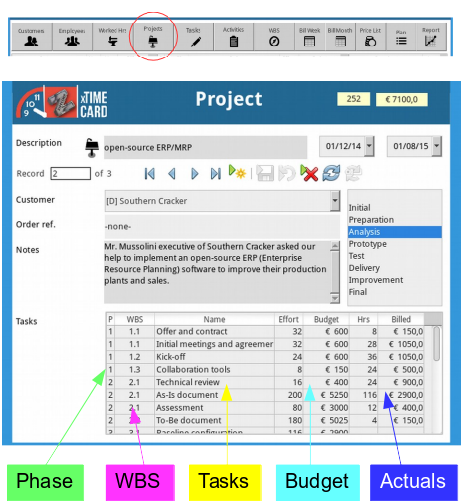 Customers Employees Worked Hrs Projects Tasks Activities WBS Bill Week BillMonth Price List Plan Report
xTIME
CARD
11
10
9
Project
252 € 7100,0
Description open-source ERP/MRP 01/12/14 01/08/15
Record 2 of 3
Customer [D] Southern Cracker
Order ref. -none-
Notes Mr. Mussolini executive of Southern Cracker asked our
help to implement an open-source ERP (Enterprise
Resource Planning) software to improve their production
plants and sales.
Initial
Preparation
Analysis
Prototype
Test
Delivery
Improvement
Final
Tasks
P WBS Name Effort Budget Hrs Billed
1 1.1 Offer and contract 32 € 600 8 € 150,0
1 1.1 Initial meetings and agreemer 32 € 600 28 € 1050,0
1 1.2 Kick-off 24 € 600 36 € 1050,0
1 1.3 Collaboration tools 8 € 150 24 € 500,0
2 2.1 Technical review 16 € 400 24 € 900,0
2 2.1 As-Is document 200 € 5250 116 € 2900,0
2 2.1 Assessment 80 € 3000 12 € 400,0
2 2.1 To-Be document 180 € 5025 4 € 150,0
3 3.1 Baseline configuration 116 € 2900
Phase WBS Tasks Budget Actuals